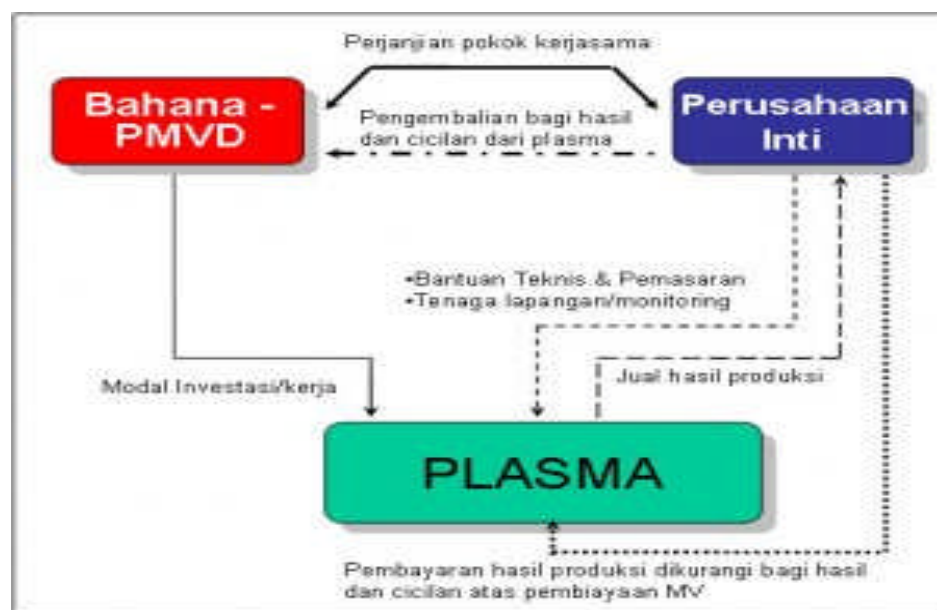 Perjanjian pokok kerjasama
Bahana -
PMVD
Perusahaan
Inti
Pengembalian bagi hasil
dan cicilan dari plasma
•Bantuan Teknis & Pemasaran
•Tenaga lapangan/monitoring
Modal Investasi/kerja
Jual hasil produksi
PLASMA
Pembayaran hasil produksi dikurangi bagi hasil
dan cicilan atas pembiayaan MV